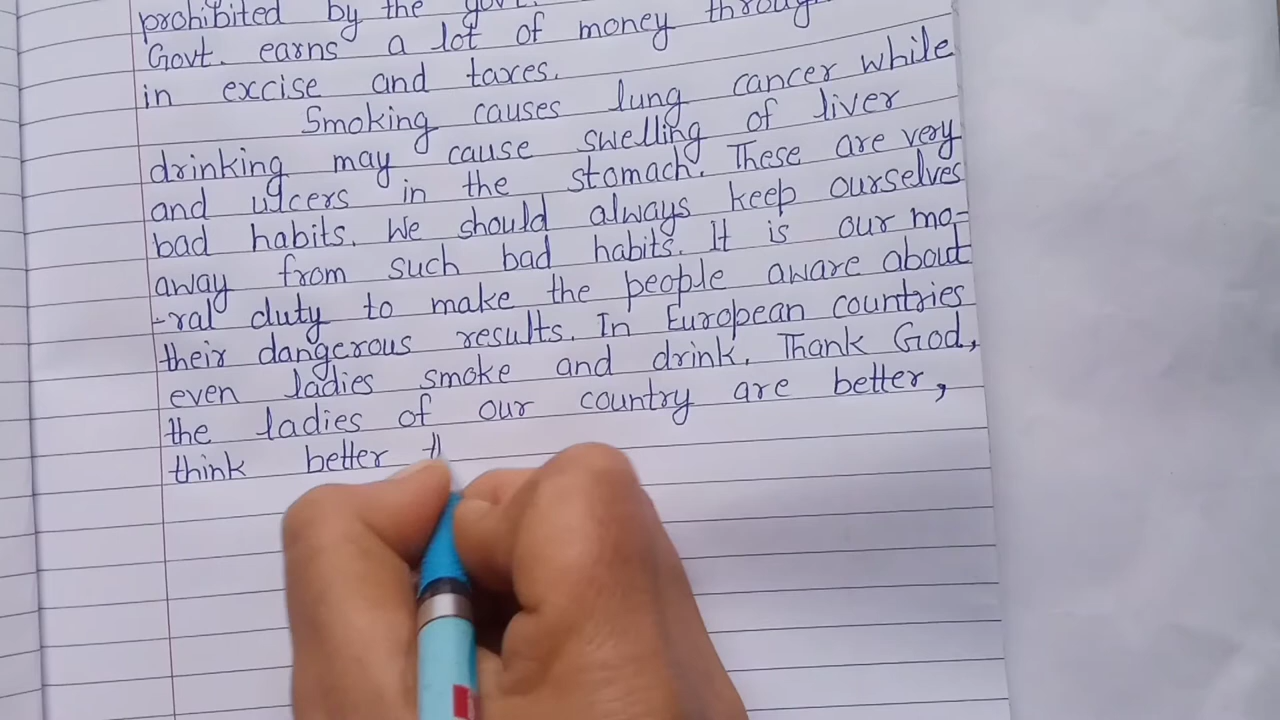 prohibited by the govt.
Govt. earns a lot of money through
in excise and taxes.
Smoking causes lung cancer while
drinking may cause swelling of liver
and ulcers in the stomach. These are very
bad habits. We should always keep ourselves
away from such bad habits. It is our mo-
-ral duty to make the people aware about
their dangerous results. In European countries
even ladies smoke and drink. Thank God,
the ladies of our country are better,
think better